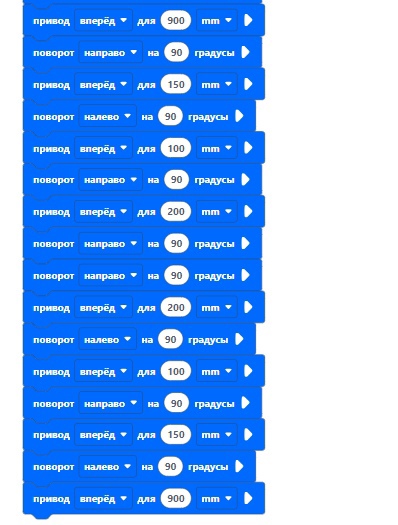 привод вперёд для 900 mm
поворот направо на 90 градусы
привод вперёд для 150 mm
поворот налево на 90 градусы
привод вперёд для 100 mm
поворот направо на 90 градусы
привод вперёд для 200 mm
поворот направо на 90 градусы
поворот направо на 90 градусы
привод вперёд для 200 mm
поворот налево на 90 градусы
привод вперёд для 100 mm
поворот направо на 90 градусы
привод вперёд для 150 mm
поворот налево на 90 градусы
привод вперёд для 900 mm